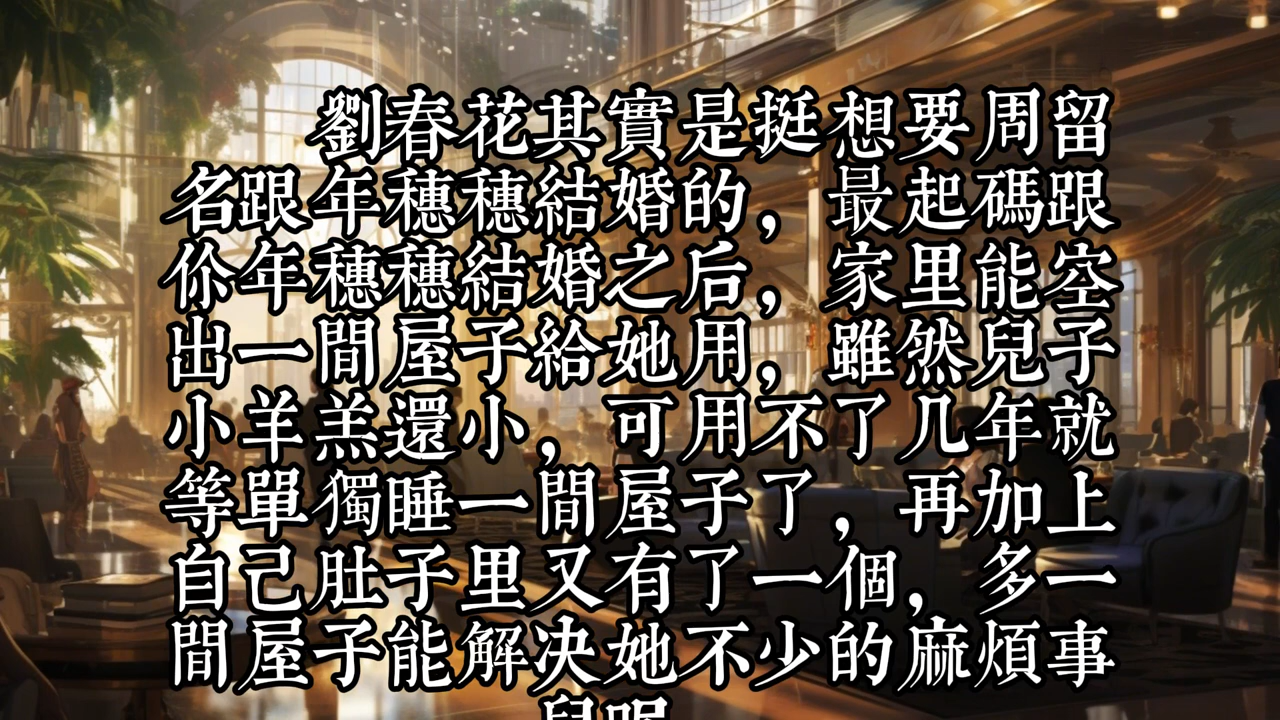 劉春花其實是挺想要周留
名跟年穗穗結婚的，最起碼跟
你年穗穗結婚之后，家里能空
出一間屋子給她用，雖然兒子
小羊羔還小，可用不了几年就
等單獨睡一間屋子了，再加上
自己肚子里又有了一個，多一
間屋子能解决她不少的麻煩事
兒呢